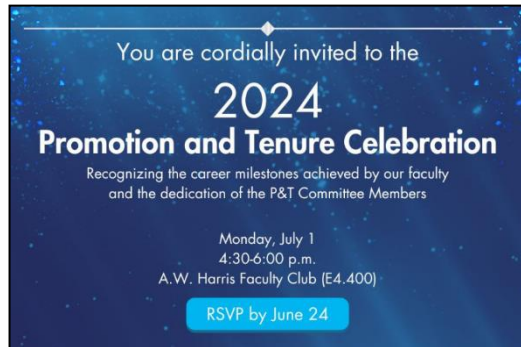 You are cordially invited to the
2024
Promotion and Tenure Celebration
Recognizing the career milestones achieved by our faculty
and the dedication of the P&T Committee Members
Monday, July 1
4:30-6:00 p.m.
A.W. Harris Faculty Club (E4.400)
RSVP by June 24